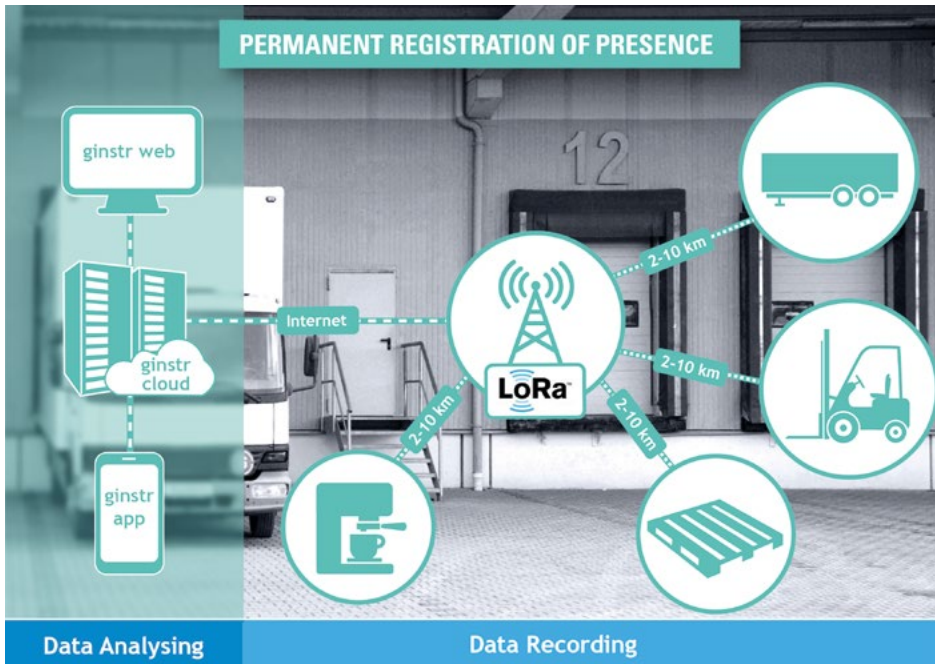 PERMANENT REGISTRATION OF PRESENCE
ginstr web
12
2-10 km
Internet
ginstr
cloud
LoRa™
2-10 km
2-10 km
2-10 km
ginstr
app
Data Analysing
Data Recording